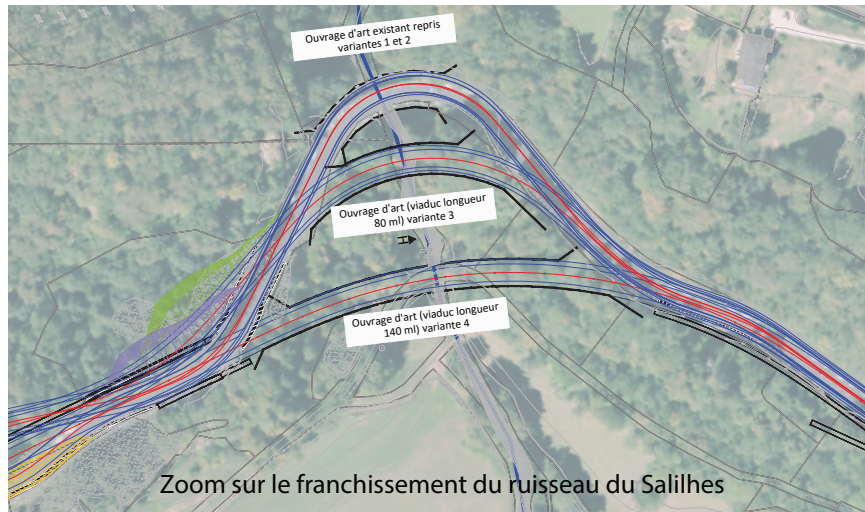 Ouvrage d'art existant repris
variantes 1 et 2
Ouvrage d'art (viaduc longueur
80 ml) variante 3
Ouvrage d'art (viaduc longueur
140 ml) variante 4
Zoom sur le franchissement du ruisseau du Salilhes